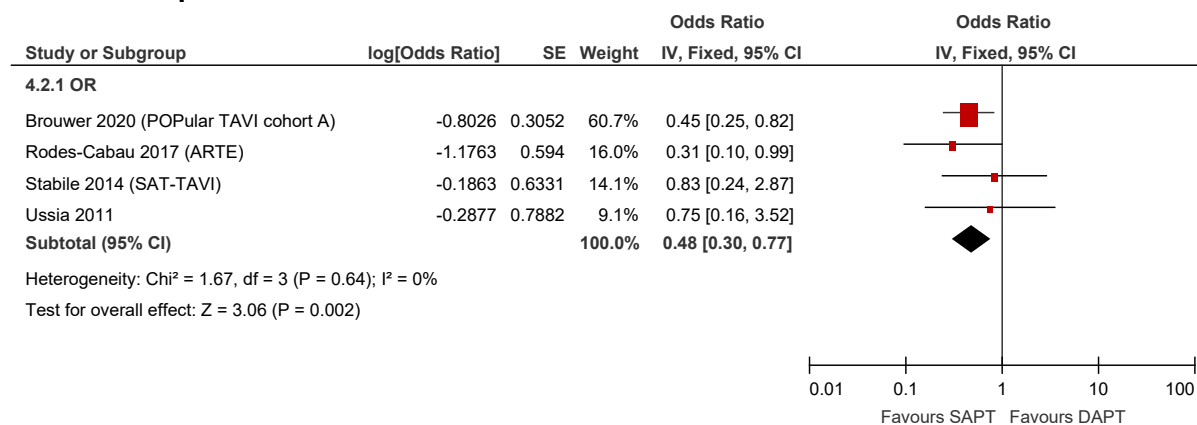 Odds Ratio Odds Ratio
Study or Subgroup log[Odds Ratio] SE Weight IV, Fixed, 95% CI IV, Fixed, 95% CI
4.2.1 OR
Brouwer 2020 (POPular TAVI cohort A) -0.8026 0.3052 60.7% 0.45 [0.25, 0.82]
Rodes-Cabau 2017 (ARTE) -1.1763 0.594 16.0% 0.31 [0.10, 0.99]
Stabile 2014 (SAT-TAVI) -0.1863 0.6331 14.1% 0.83 [0.24, 2.87]
Ussia 2011 -0.2877 0.7882 9.1% 0.75 [0.16, 3.52]
Subtotal (95% CI) 100.0% 0.48 [0.30, 0.77]
Heterogeneity: Chi² = 1.67, df = 3 (P = 0.64); I² = 0%
Test for overall effect: Z = 3.06 (P = 0.002)
0.01 0.1 1 10 100
Favours SAPT Favours DAPT